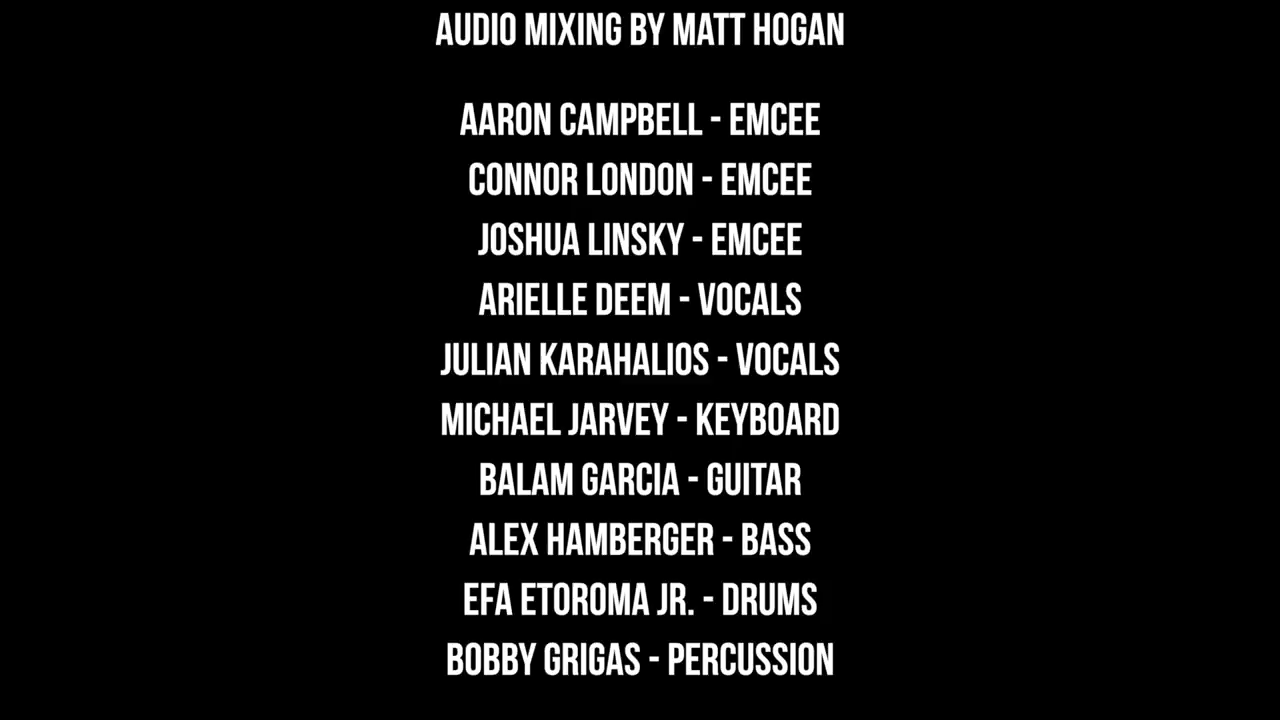 AUDIO MIXING BY MATT HOGAN
AARON CAMPBELL - EMCEE
CONNOR LONDON - EMCEE
JOSHUA LINSKY - EMCEE
ARIELLE DEEM - VOCALS
JULIAN KARAHALIOS - VOCALS
MICHAEL JARVEY - KEYBOARD
BALAM GARCIA - GUITAR
ALEX HAMBERGER - BASS
EFA ETOROMA JR. - DRUMS
BOBBY GRIGAS - PERCUSSION